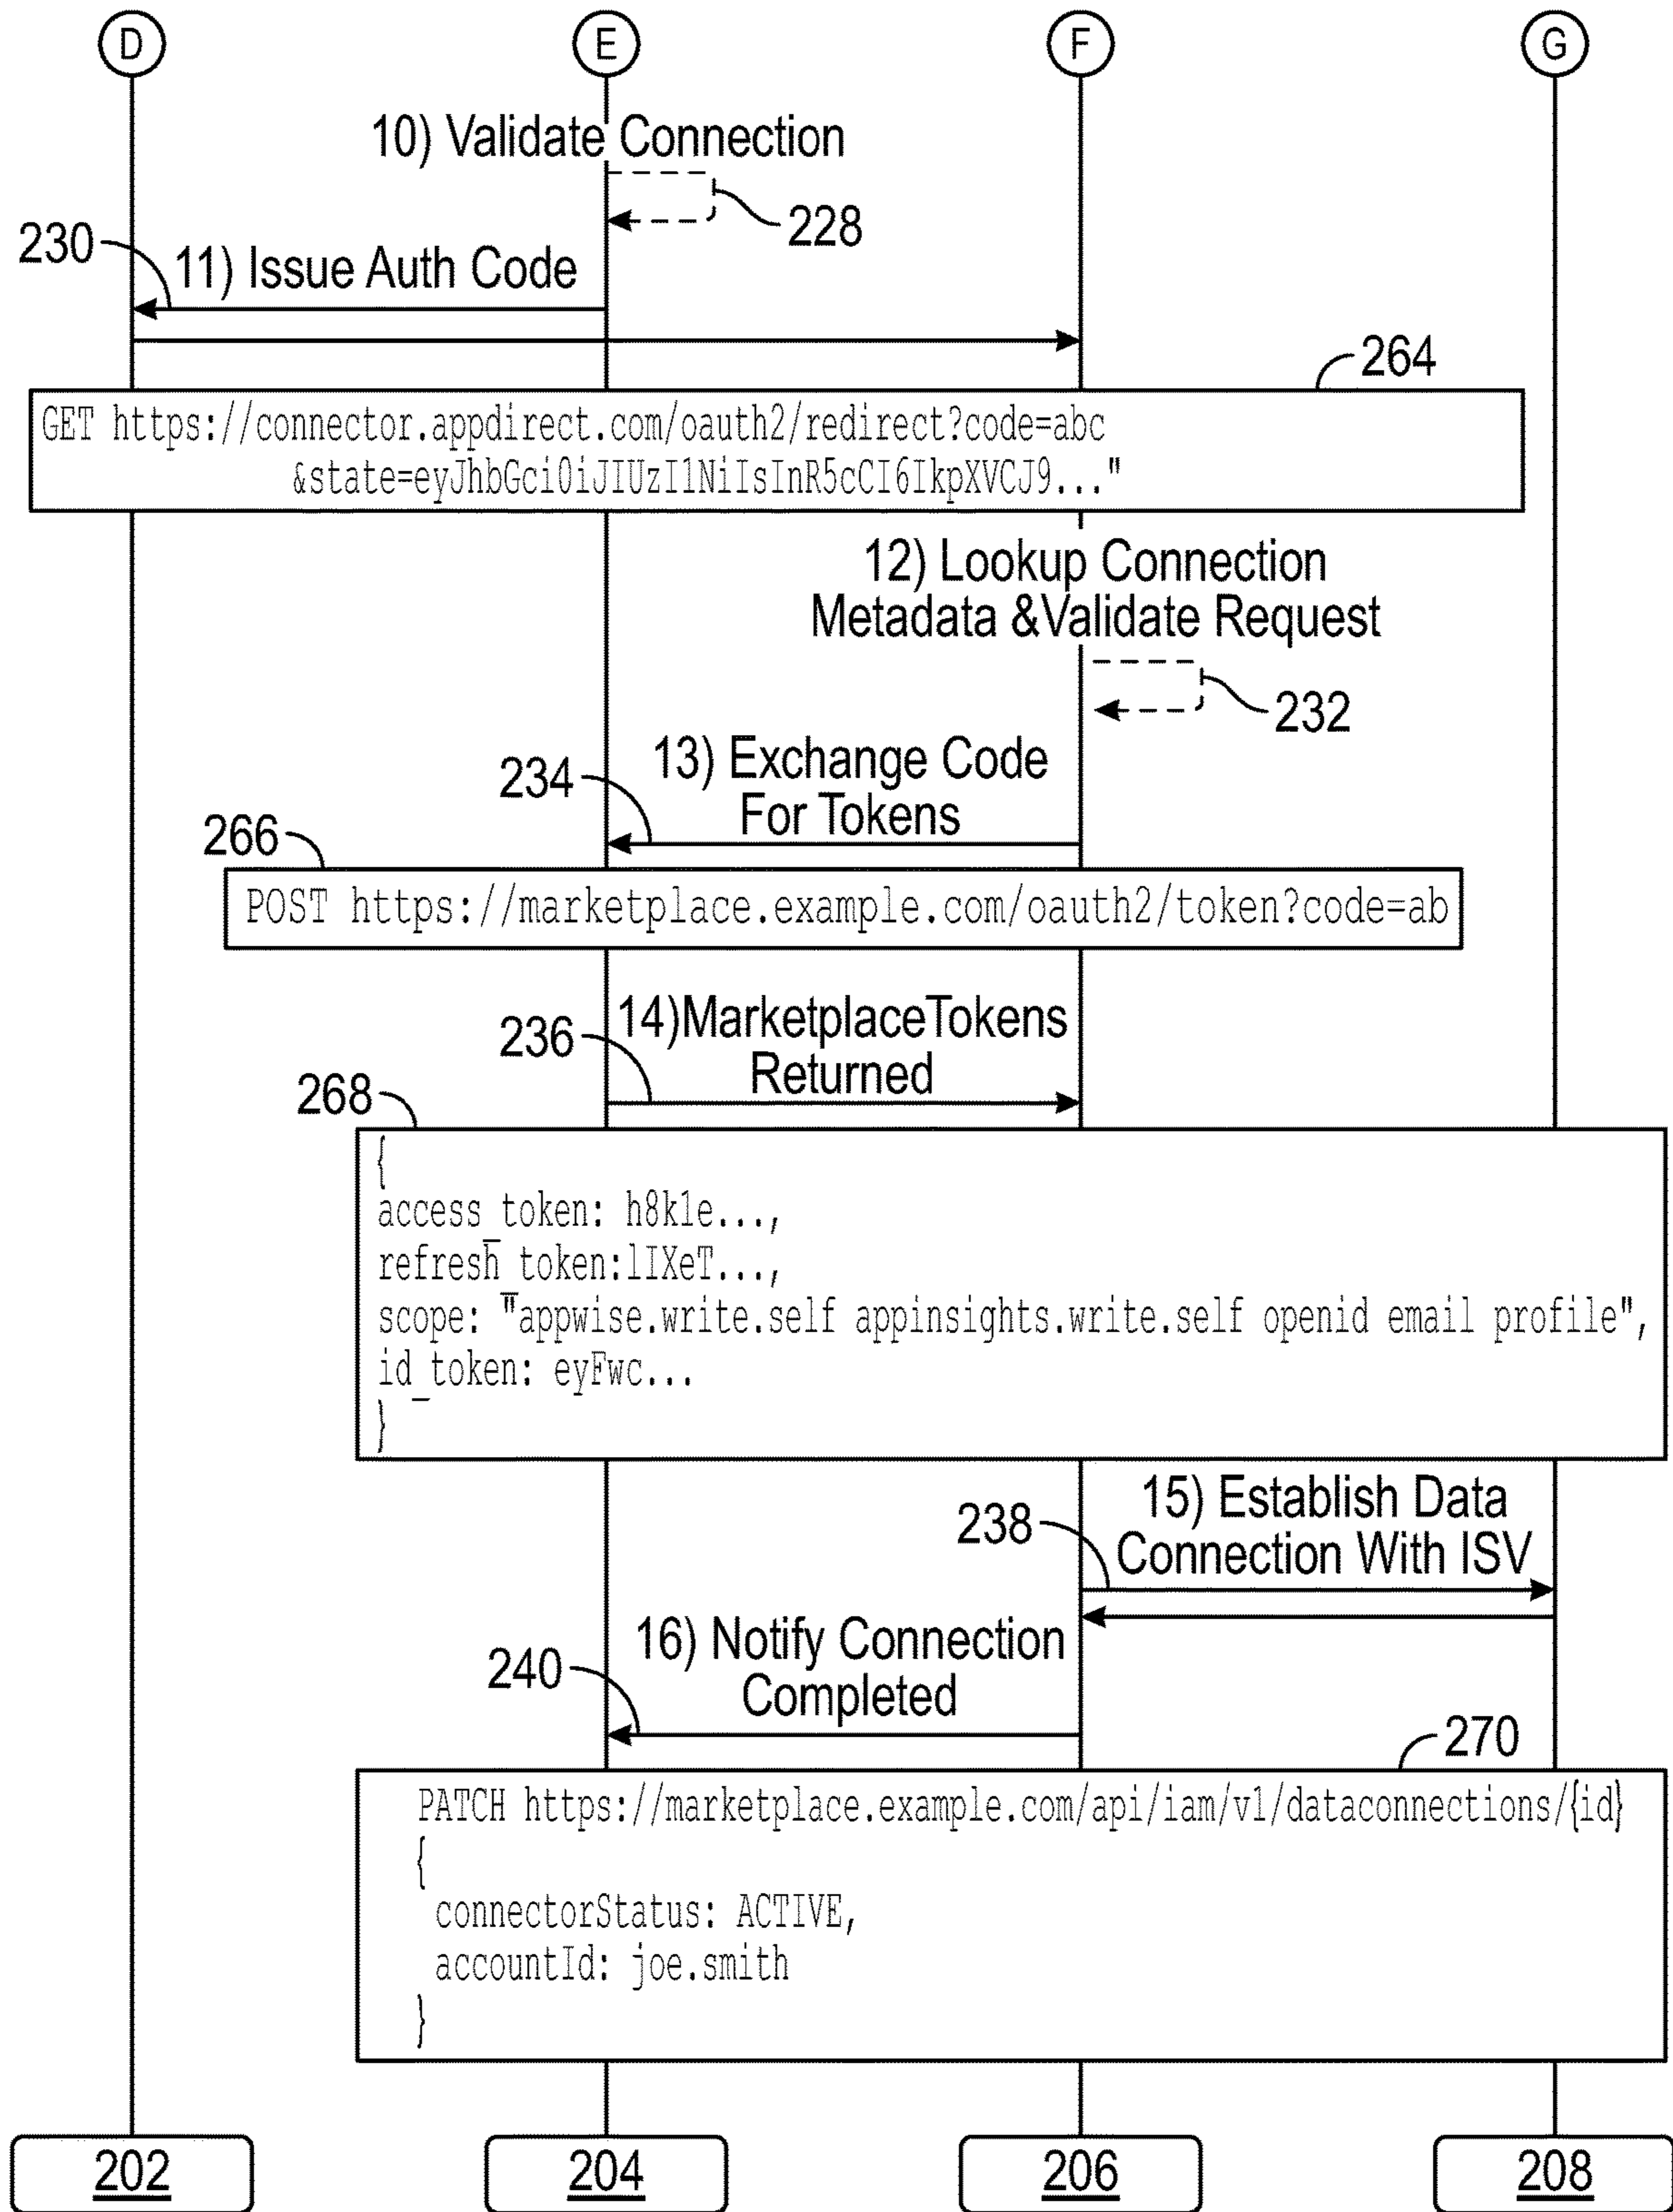 D E F G
10) Validate Connection
228
230
11) Issue Auth Code
264
GET https://connector.appdirect.com/oauth2/redirect?code=abc
&state=eyJhbGci0iJIUzI1NiIsInR5cCI6IkpXVCJ9..."
12) Lookup Connection
Metadata &Validate Request
232
13) Exchange Code
For Tokens
234
266
POST https://marketplace.example.com/oauth2/token?code=ab
14)MarketplaceTokens
Returned
236
268
{
access_token: h8k1e...,
refresh_token:lIXeT...,
scope: "appwise.write.self appinsights.write.self openid email profile",
id_token: eyFwc...
}
15) Establish Data
Connection With ISV
238
16) Notify Connection
Completed
240
270
PATCH https://marketplace.example.com/api/iam/v1/dataconnections/{id}
{
connectorStatus: ACTIVE,
accountId: joe.smith
}
202 204 206 208